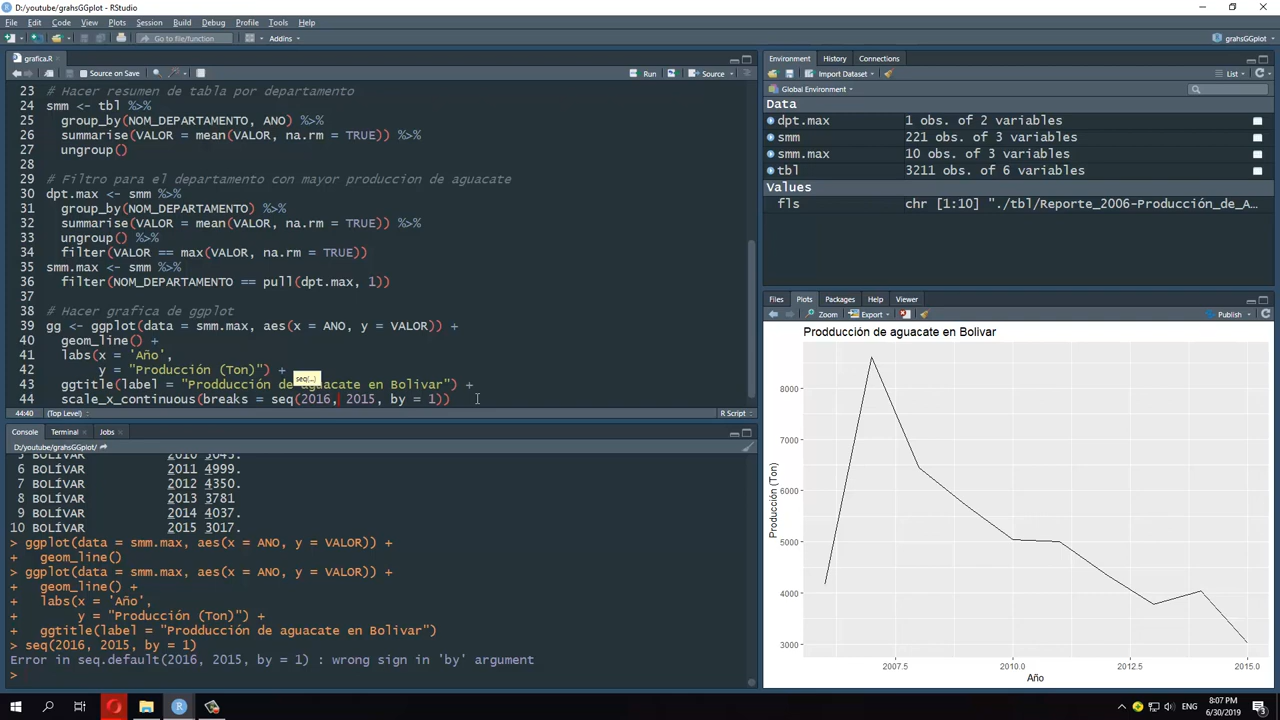 D:/youtube/grahsGGplot - RStudio
File Edit Code View Plots Session Build Debug Profile Tools Help
Go to file/function Addins grahsGGplot
grafica.R
Source on Save Run Source
23 # Hacer resumen de tabla por departamento
24 smm <- tbl %>%
25 group_by(NOM_DEPARTAMENTO, ANO) %>%
26 summarise(VALOR = mean(VALOR, na.rm = TRUE)) %>%
27 ungroup()
28
29 # Filtro para el departamento con mayor produccion de aguacate
30 dpt.max <- smm %>%
31 group_by(NOM_DEPARTAMENTO) %>%
32 summarise(VALOR = mean(VALOR, na.rm = TRUE)) %>%
33 ungroup() %>%
34 filter(VALOR == max(VALOR, na.rm = TRUE))
35 smm.max <- smm %>%
36 filter(NOM_DEPARTAMENTO == pull(dpt.max, 1))
37
38 # Hacer grafica de ggplot
39 gg <- ggplot(data = smm.max, aes(x = ANO, y = VALOR)) +
40 geom_line() +
41 labs(x = 'Año',
42 y = "Producción (Ton)") +
seq(...)
43 ggtitle(label = "Prodducción de aguacate en Bolivar") +
44 scale_x_continuous(breaks = seq(2016, 2015, by = 1))
44:40 (Top Level) R Script
Console Terminal Jobs
D:/youtube/grahsGGplot/
6 BOLÍVAR 2011 4999.
7 BOLÍVAR 2012 4350.
8 BOLÍVAR 2013 3781
9 BOLÍVAR 2014 4037.
10 BOLÍVAR 2015 3017.
> ggplot(data = smm.max, aes(x = ANO, y = VALOR)) +
+ geom_line()
> ggplot(data = smm.max, aes(x = ANO, y = VALOR)) +
+ geom_line() +
+ labs(x = 'Año',
+ y = "Producción (Ton)") +
+ ggtitle(label = "Prodducción de aguacate en Bolivar")
> seq(2016, 2015, by = 1)
Error in seq.default(2016, 2015, by = 1) : wrong sign in 'by' argument
>
Environment History Connections
Import Dataset List
Global Environment
Data
dpt.max 1 obs. of 2 variables
smm 221 obs. of 3 variables
smm.max 10 obs. of 3 variables
tbl 3211 obs. of 6 variables
Values
fls chr [1:10] "./tbl/Reporte_2006-Producción_de_A…
Files Plots Packages Help Viewer
Zoom Export Publish
Prodducción de aguacate en Bolivar
8000
7000
6000
5000
4000
3000
Producción (Ton)
2007.5 2010.0 2012.5 2015.0
Año
ENG
8:07 PM
6/30/2019
3